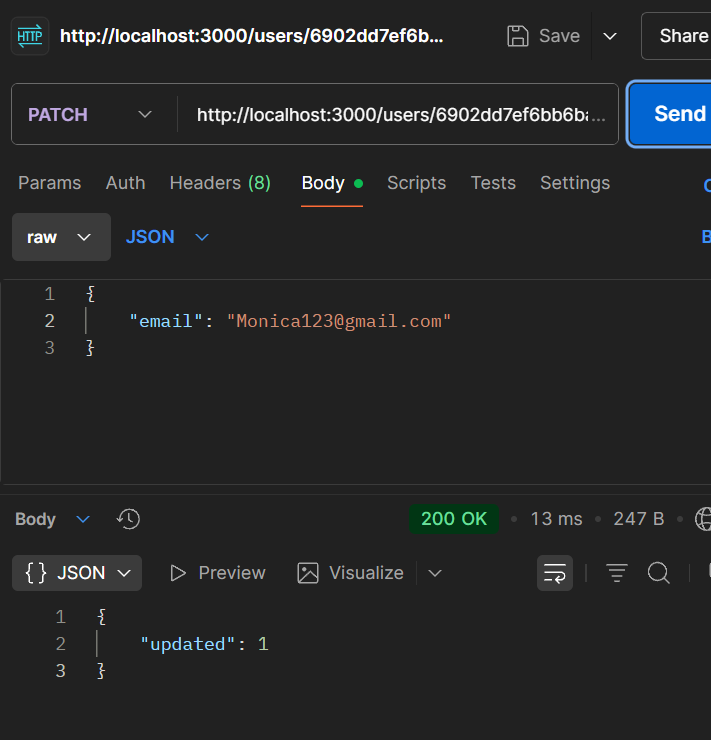 HTTP http://localhost:3000/users/6902dd7ef6b... Save Share
PATCH http://localhost:3000/users/6902dd7ef6bb6ba... Send
Params Auth Headers (8) Body Scripts Tests Settings
raw JSON
1 {
2 "email": "Monica123@gmail.com"
3 }
Body 200 OK • 13 ms • 247 B •
{} JSON Preview Visualize
1 {
2 "updated": 1
3 }